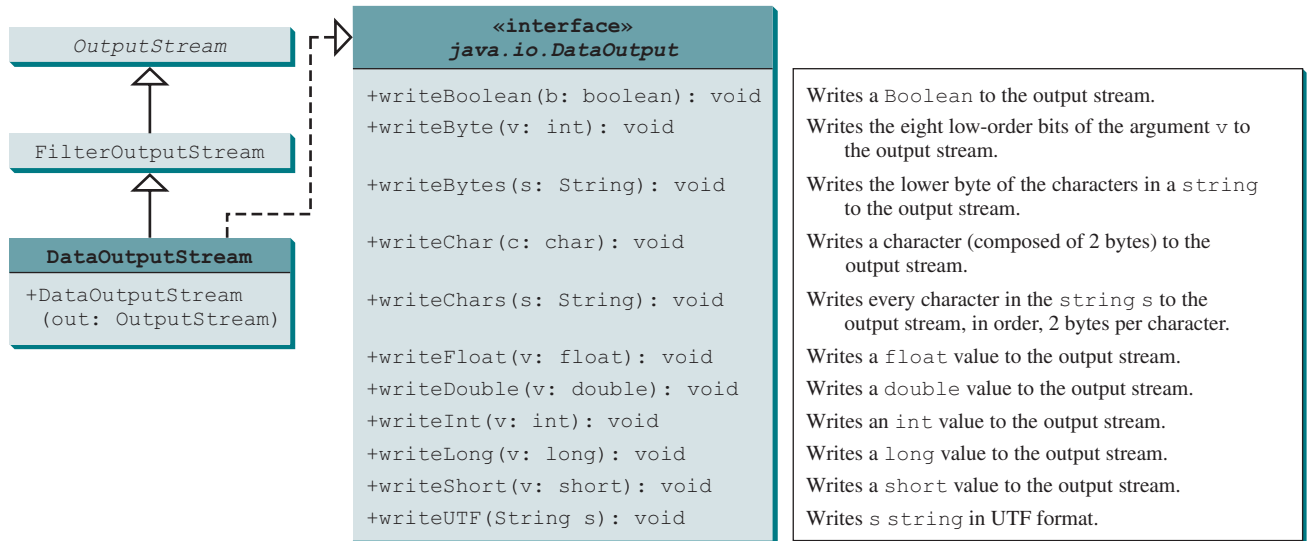 OutputStream
FilterOutputStream
DataOutputStream
+DataOutputStream
(out: OutputStream)
«interface»
java.io.DataOutput
+writeBoolean(b: boolean): void
+writeByte(v: int): void
+writeBytes(s: String): void
+writeChar(c: char): void
+writeChars(s: String): void
+writeFloat(v: float): void
+writeDouble(v: double): void
+writeInt(v: int): void
+writeLong(v: long): void
+writeShort(v: short): void
+writeUTF(String s): void
Writes a Boolean to the output stream.
Writes the eight low-order bits of the argument v to
the output stream.
Writes the lower byte of the characters in a string
to the output stream.
Writes a character (composed of 2 bytes) to the
output stream.
Writes every character in the string s to the
output stream, in order, 2 bytes per character.
Writes a float value to the output stream.
Writes a double value to the output stream.
Writes an int value to the output stream.
Writes a long value to the output stream.
Writes a short value to the output stream.
Writes s string in UTF format.